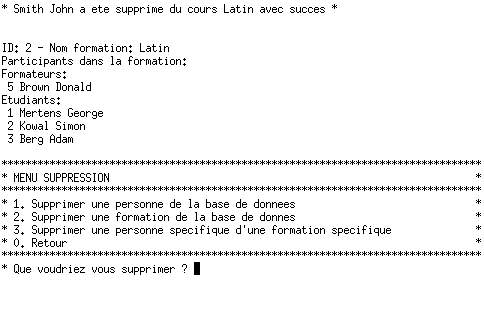 * Smith John a ete supprime du cours Latin avec succes *
ID: 2 - Nom formation: Latin
Participants dans la formation:
Formateurs:
5 Brown Donald
Etudiants:
1 Mertens George
2 Kowal Simon
3 Berg Adam
********************************************************************************
* MENU SUPPRESSION *
********************************************************************************
* 1. Supprimer une personne de la base de donnees *
* 2. Supprimer une formation de la base de donnes *
* 3. Supprimer une personne specifique d'une formation specifique *
* 0. Retour *
********************************************************************************
* Que voudriez vous supprimer ?